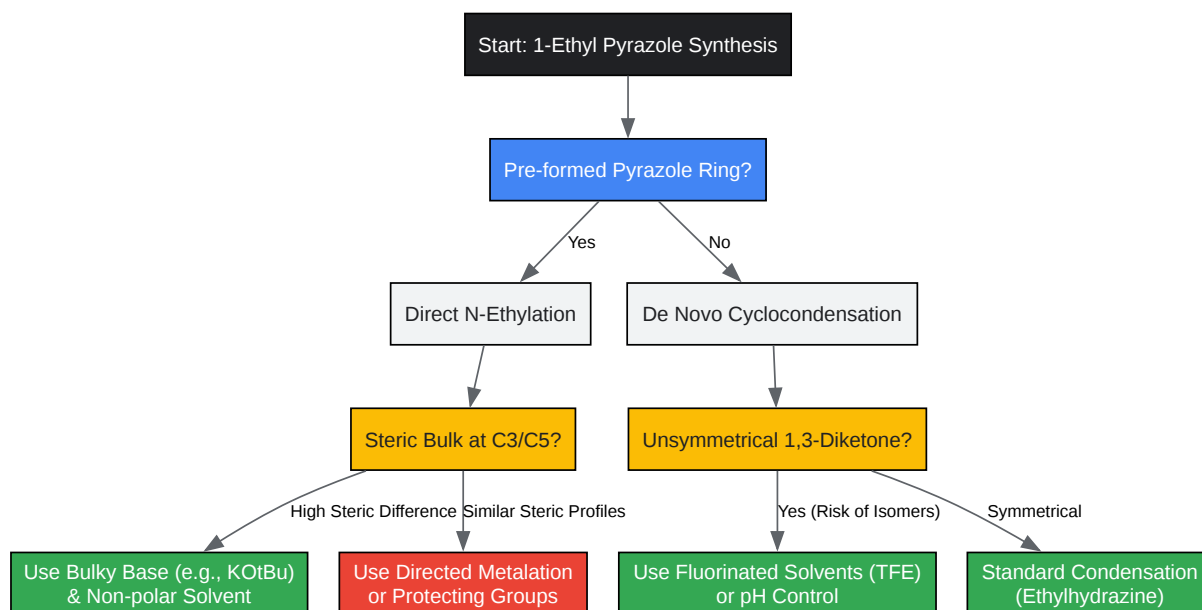 Start: 1-Ethyl Pyrazole Synthesis
Pre-formed Pyrazole Ring?
Yes
No
Direct N-Ethylation
De Novo Cyclocondensation
Steric Bulk at C3/C5?
Unsymmetrical 1,3-Diketone?
High Steric Difference
Similar Steric Profiles
Yes (Risk of Isomers)
Symmetrical
Use Bulky Base (e.g., KOtBu)
& Non-polar Solvent
Use Directed Metalation
or Protecting Groups
Use Fluorinated Solvents (TFE)
or pH Control
Standard Condensation
(Ethylhydrazine)